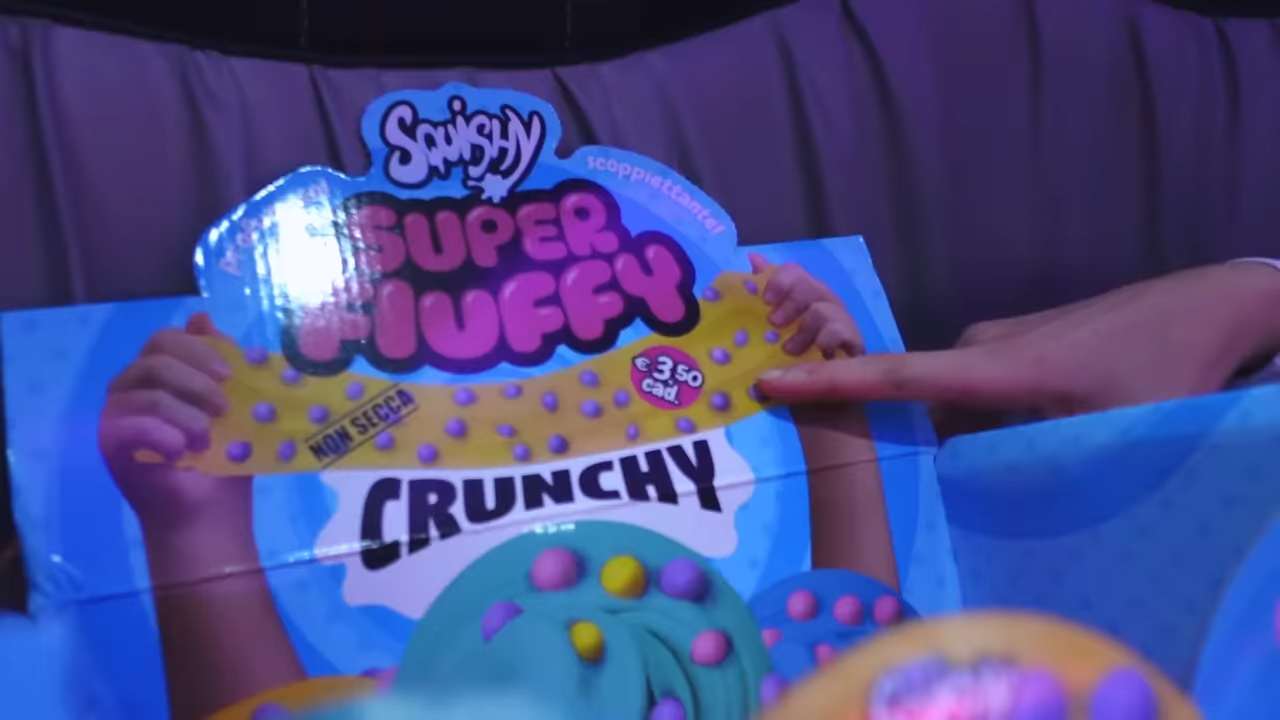 SQUISHY
scoppiettante!
SUPER
FLUFFY
€ 3,50
cad.
NON SECCA
CRUNCHY